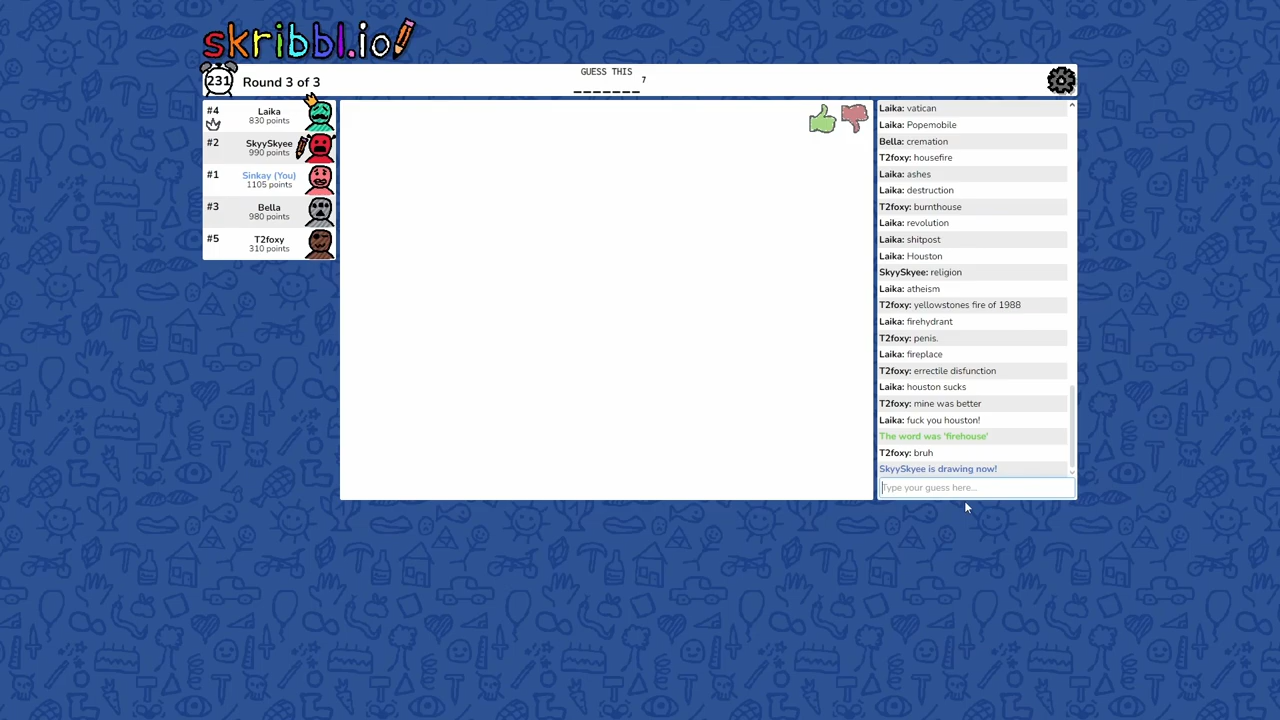 skribbl.io
231
Round 3 of 3
GUESS THIS
_______ 7
#4
Laika
830 points
#2
SkyySkyee
990 points
#1
Sinkay (You)
1105 points
#3
Bella
980 points
#5
T2foxy
310 points
Laika: vatican
Laika: Popemobile
Bella: cremation
T2foxy: housefire
Laika: ashes
Laika: destruction
T2foxy: burnthouse
Laika: revolution
Laika: shitpost
Laika: Houston
SkyySkyee: religion
Laika: atheism
T2foxy: yellowstones fire of 1988
Laika: firehydrant
T2foxy: penis.
Laika: fireplace
T2foxy: errectile disfunction
Laika: houston sucks
T2foxy: mine was better
Laika: fuck you houston!
The word was 'firehouse'
T2foxy: bruh
SkyySkyee is drawing now!
Type your guess here...